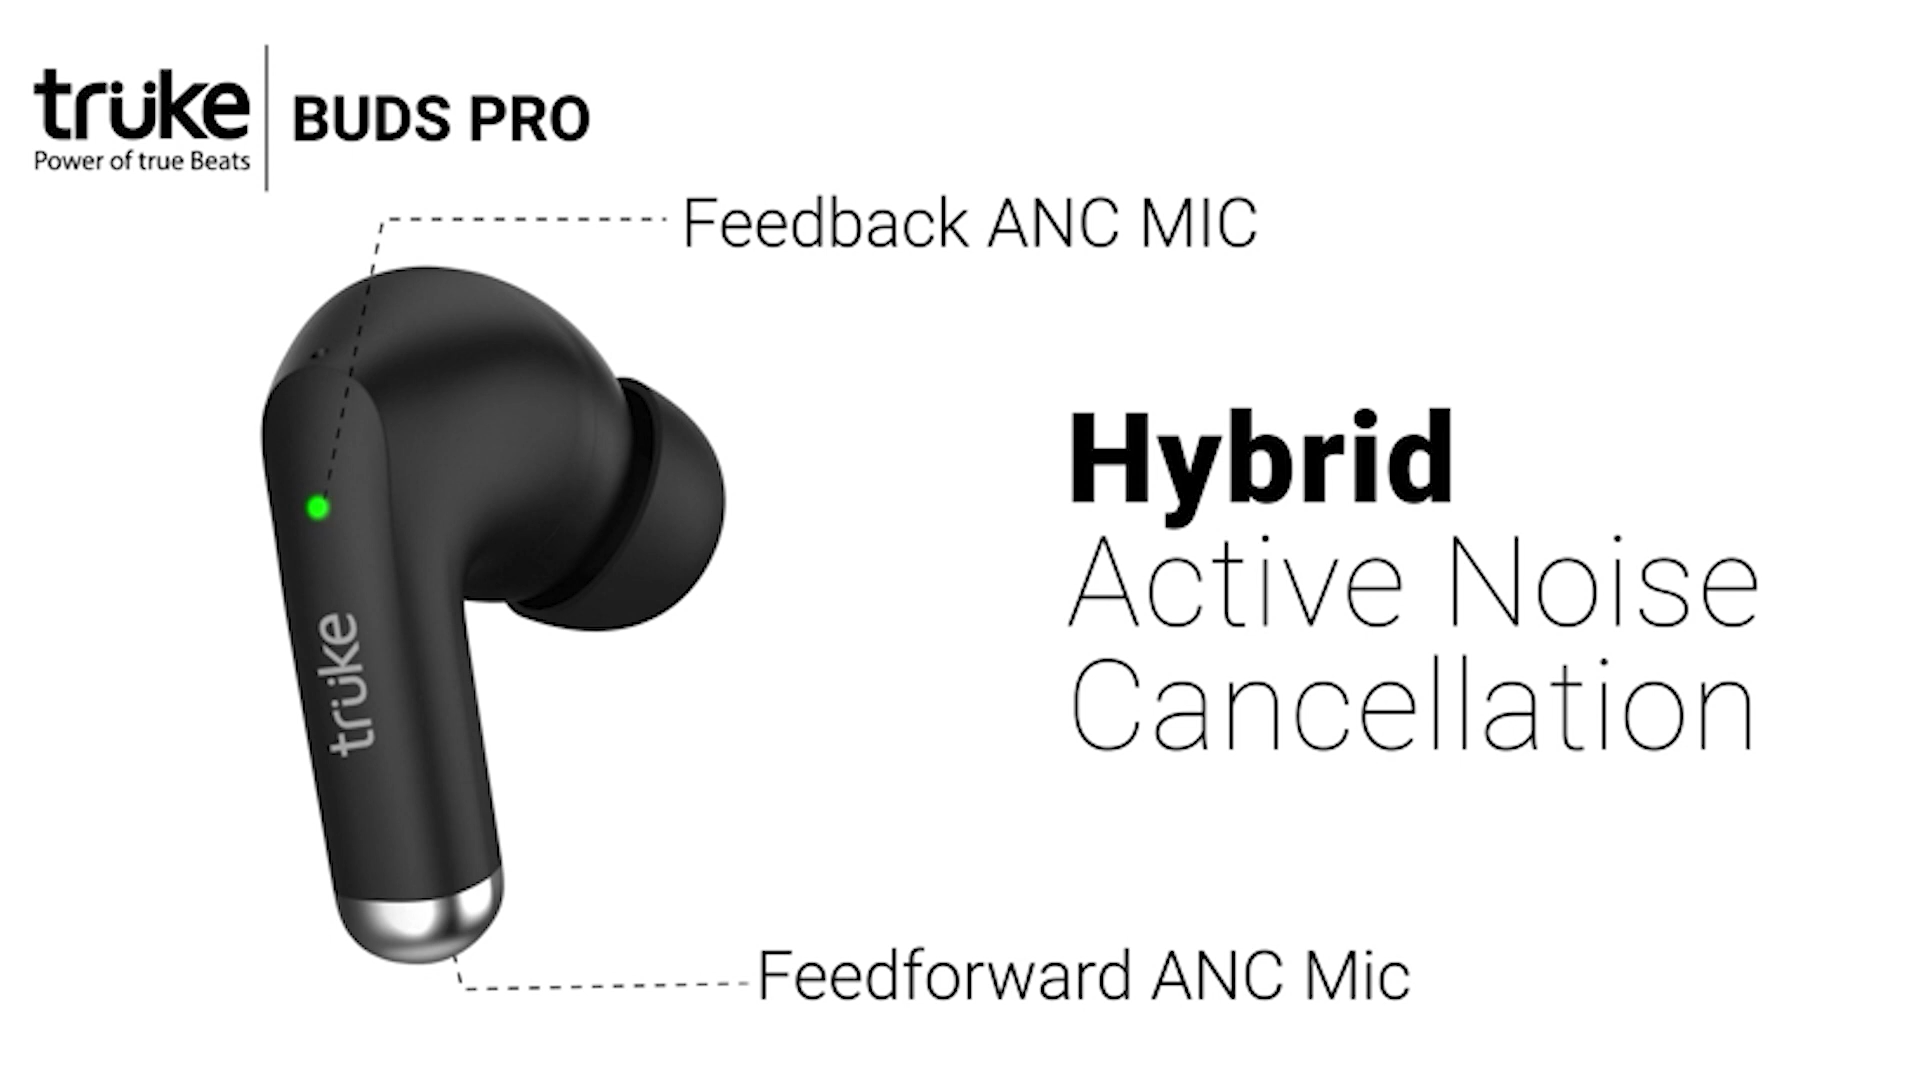 trüke
Power of true Beats
BUDS PRO
Feedback ANC MIC
Hybrid
Active Noise
Cancellation
trüke
Feedforward ANC Mic